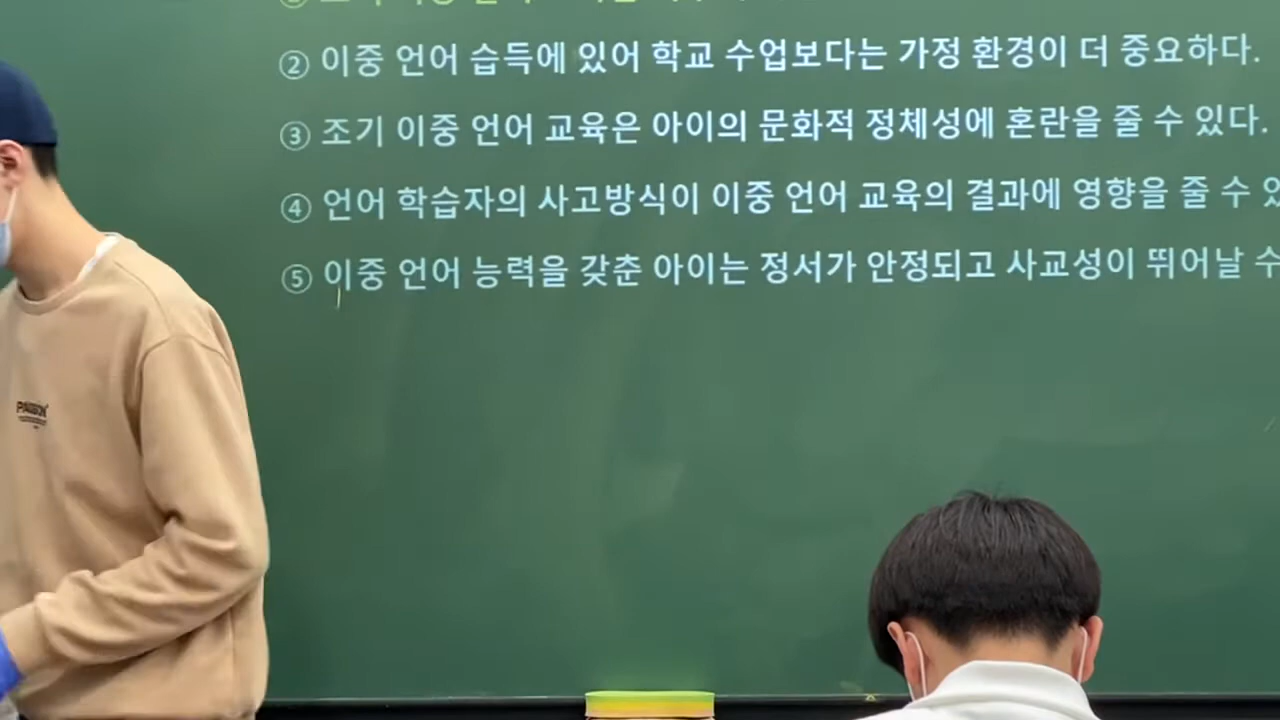 ② 이중 언어 습득에 있어 학교 수업보다는 가정 환경이 더 중요하다.
③ 조기 이중 언어 교육은 아이의 문화적 정체성에 혼란을 줄 수 있다.
④ 언어 학습자의 사고방식이 이중 언어 교육의 결과에 영향을 줄 수
⑤ 이중 언어 능력을 갖춘 아이는 정서가 안정되고 사교성이 뛰어날 수